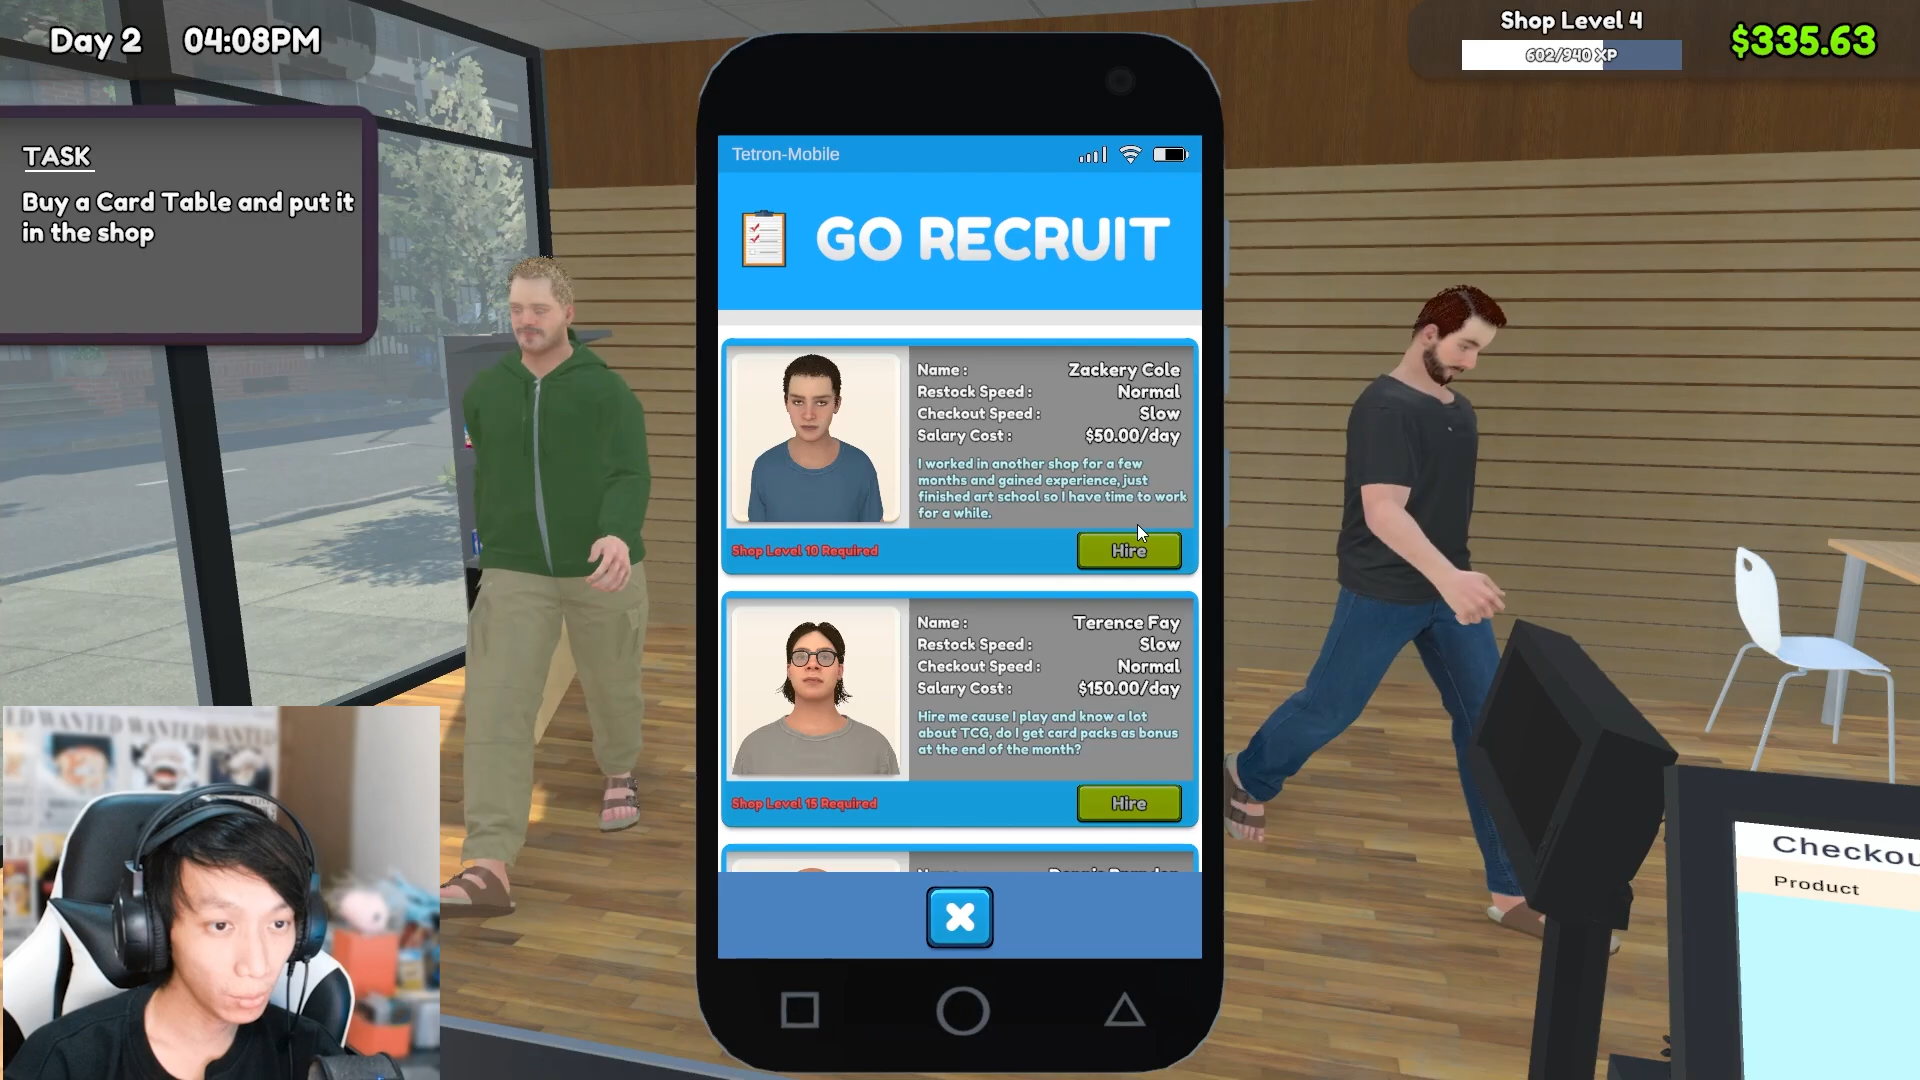 Day 2 04:08PM
Shop Level 4
602/940 XP
$335.63
TASK
Buy a Card Table and put it
in the shop
Tetron-Mobile
GO RECRUIT
Name : Zackery Cole
Restock Speed : Normal
Checkout Speed : Slow
Salary Cost : $50.00/day
I worked in another shop for a few
months and gained experience, just
finished art school so I have time to work
for a while.
Shop Level 10 Required
Hire
Name : Terence Fay
Restock Speed : Slow
Checkout Speed : Normal
Salary Cost : $150.00/day
Hire me cause I play and know a lot
about TCG, do I get card packs as bonus
at the end of the month?
Shop Level 15 Required
Hire
Checkou
Product
WANTED WANTED WANTED